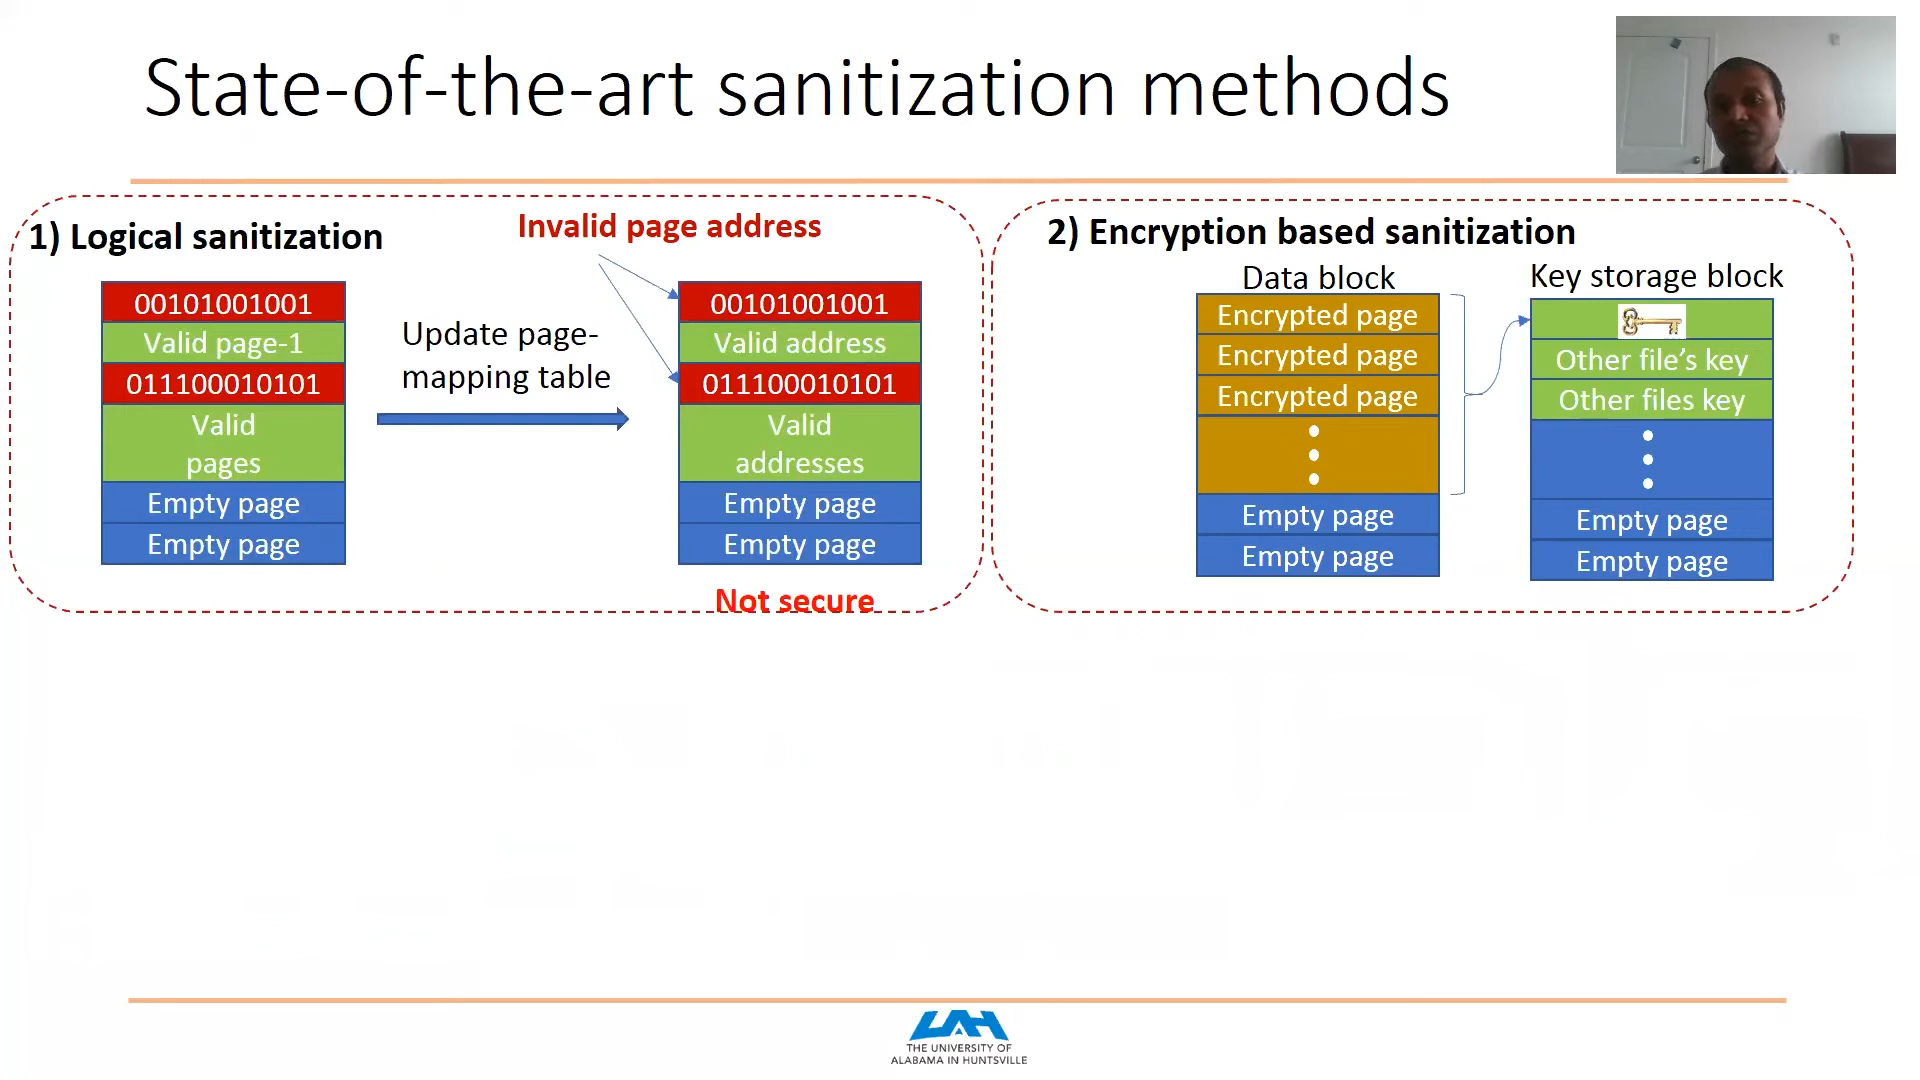 State-of-the-art sanitization methods
1) Logical sanitization
Invalid page address
00101001001
Valid page-1
011100010101
Valid
pages
Empty page
Empty page
Update page-
mapping table
00101001001
Valid address
011100010101
Valid
addresses
Empty page
Empty page
Not secure
2) Encryption based sanitization
Data block
Encrypted page
Encrypted page
Encrypted page
Empty page
Empty page
Key storage block
Other file’s key
Other files key
Empty page
Empty page
UAH
THE UNIVERSITY OF
ALABAMA IN HUNTSVILLE